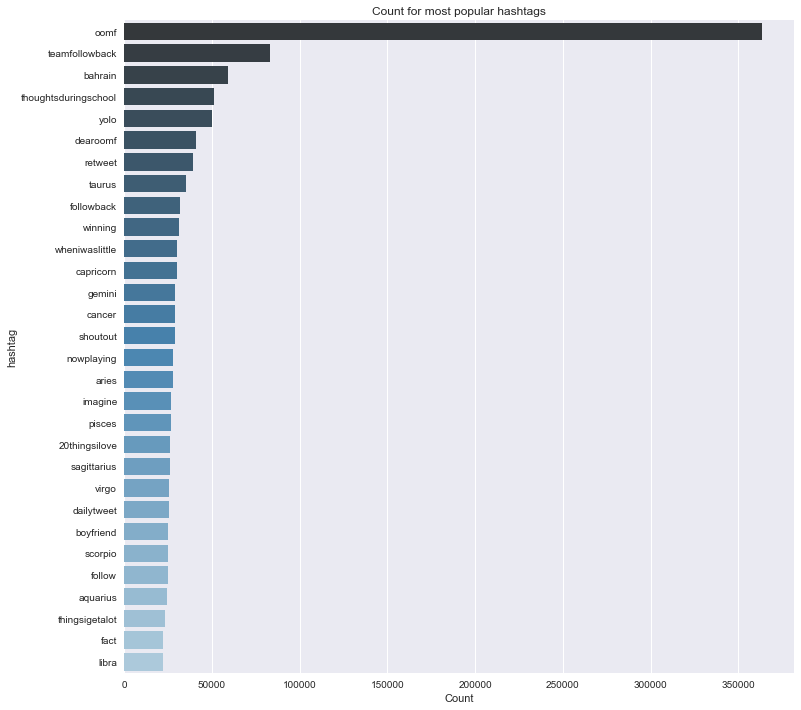 Count for most popular hashtags
hashtag
oomf
teamfollowback
bahrain
thoughtsduringschool
yolo
dearoomf
retweet
taurus
followback
winning
wheniwaslittle
capricorn
gemini
cancer
shoutout
nowplaying
aries
imagine
pisces
20thingsilove
sagittarius
virgo
dailytweet
boyfriend
scorpio
follow
aquarius
thingsigetalot
fact
libra
0 50000 100000 150000 200000 250000 300000 350000
Count